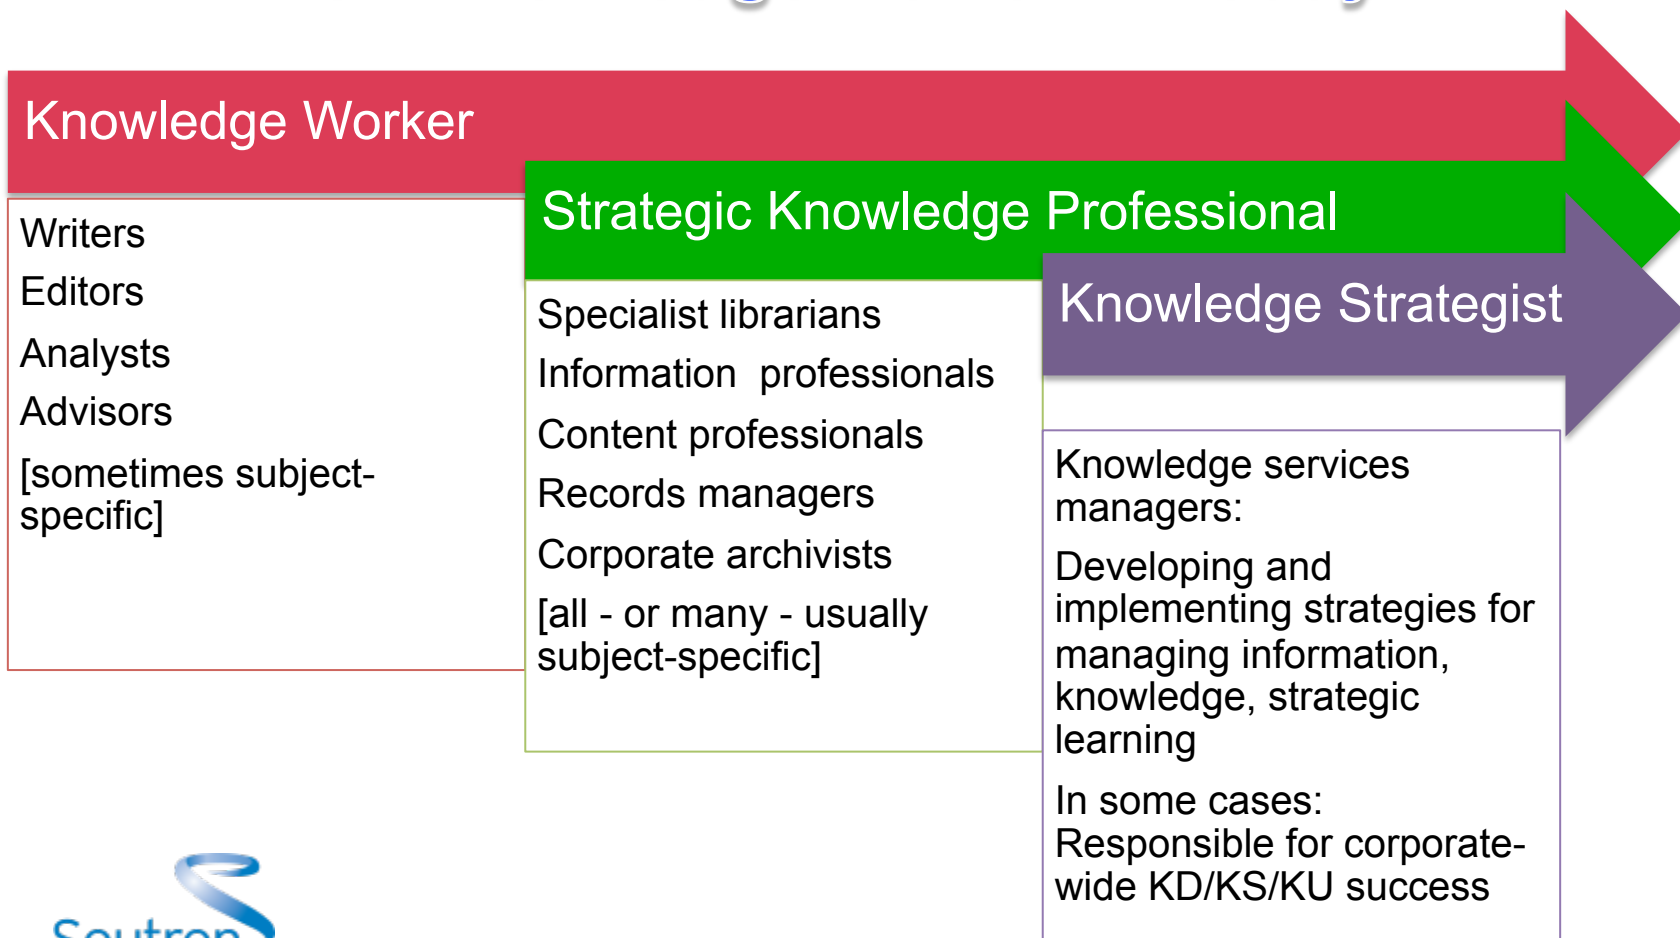 Knowledge Worker
Writers
Editors
Analysts
Advisors
[sometimes subject-
specific]
Strategic Knowledge Professional
Specialist librarians
Information  professionals
Content professionals
Records managers
Corporate archivists
[all - or many - usually
subject-specific]
Knowledge Strategist
Knowledge services
managers:
Developing and
implementing strategies for
managing information,
knowledge, strategic
learning
In some cases:
Responsible for corporate-
wide KD/KS/KU success
Soutron